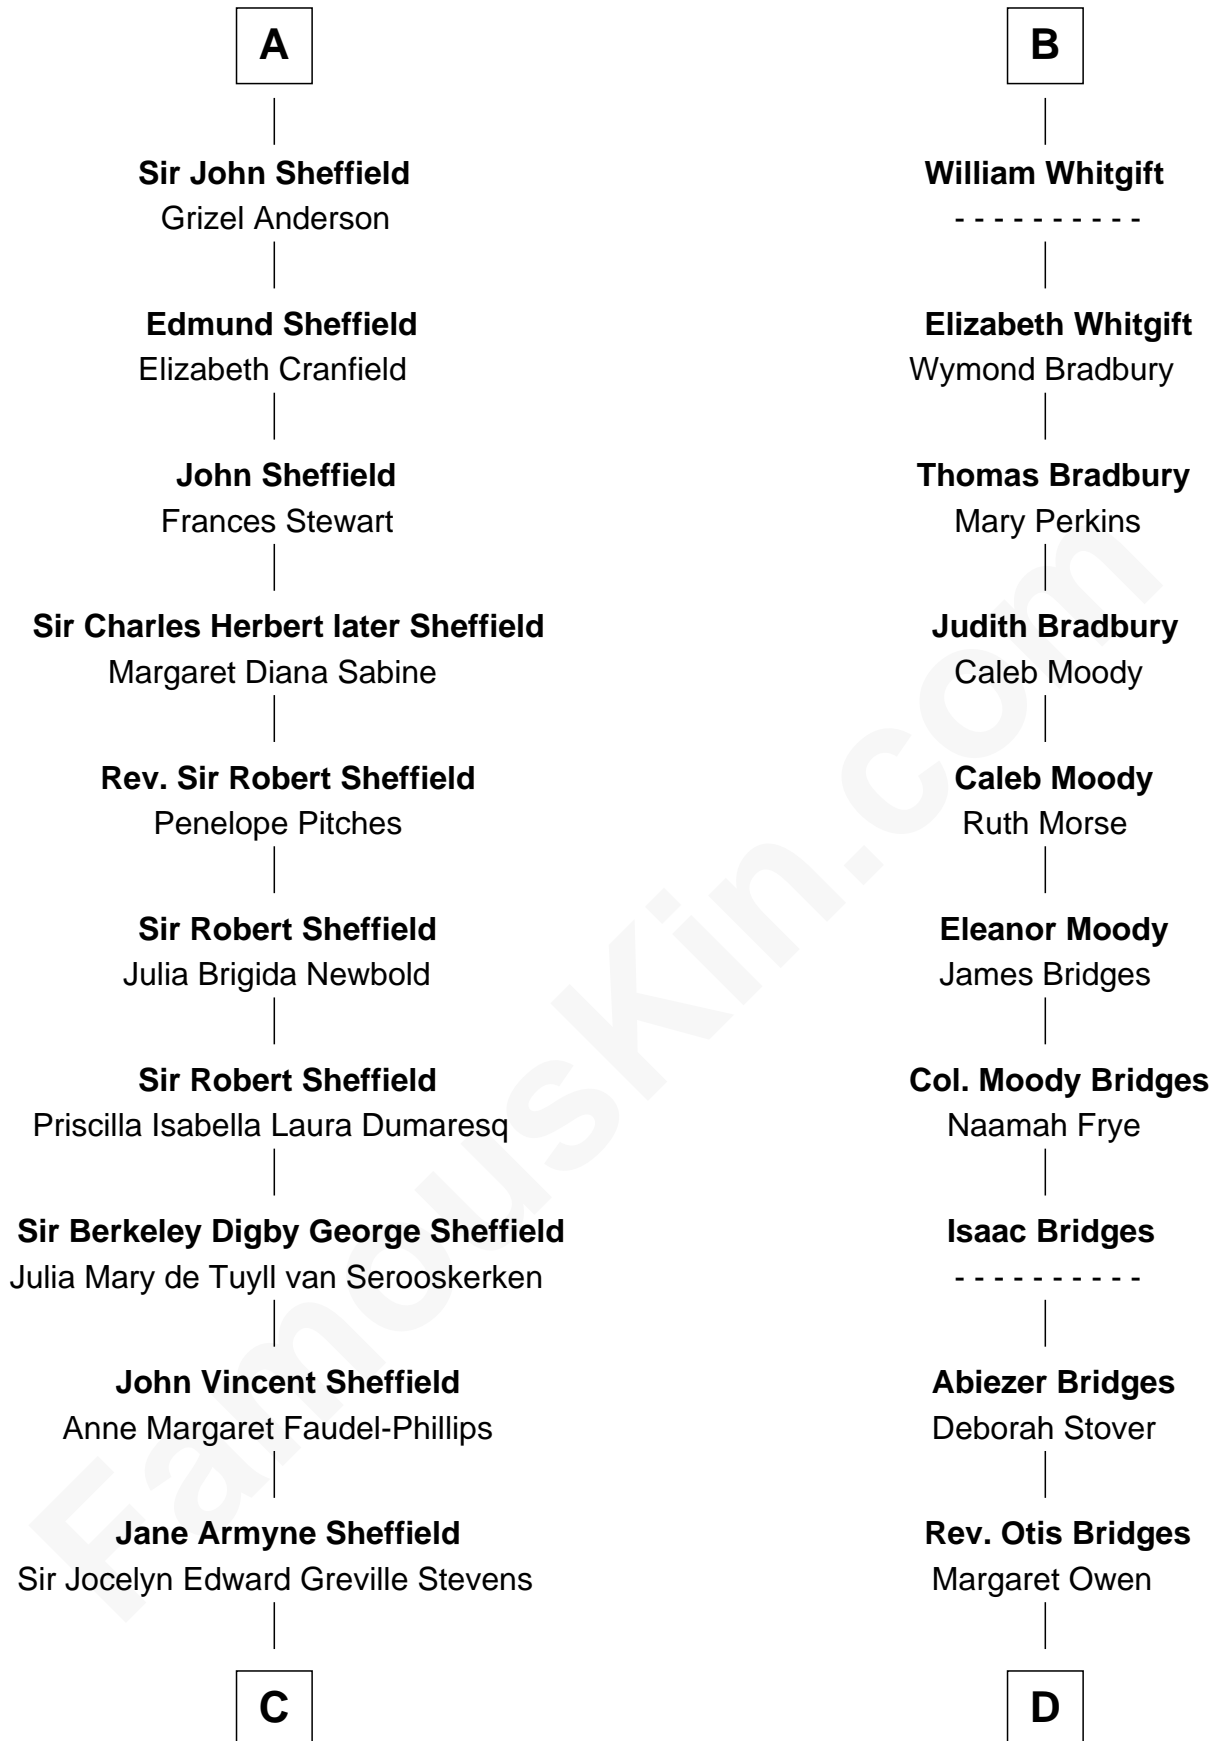 A
Sir John Sheffield
Grizel Anderson
Edmund Sheffield
Elizabeth Cranfield
John Sheffield
Frances Stewart
Sir Charles Herbert later Sheffield
Margaret Diana Sabine
Rev. Sir Robert Sheffield
Penelope Pitches
Sir Robert Sheffield
Julia Brigida Newbold
Sir Robert Sheffield
Priscilla Isabella Laura Dumaresq
Sir Berkeley Digby George Sheffield
Julia Mary de Tuyll van Serooskerken
John Vincent Sheffield
Anne Margaret Faudel-Phillips
Jane Armyne Sheffield
Sir Jocelyn Edward Greville Stevens
C
B
William Whitgift
- - - - - - - - - -
Elizabeth Whitgift
Wymond Bradbury
Thomas Bradbury
Mary Perkins
Judith Bradbury
Caleb Moody
Caleb Moody
Ruth Morse
Eleanor Moody
James Bridges
Col. Moody Bridges
Naamah Frye
Isaac Bridges
- - - - - - - - - -
Abiezer Bridges
Deborah Stover
Rev. Otis Bridges
Margaret Owen
D
FamousKin.com